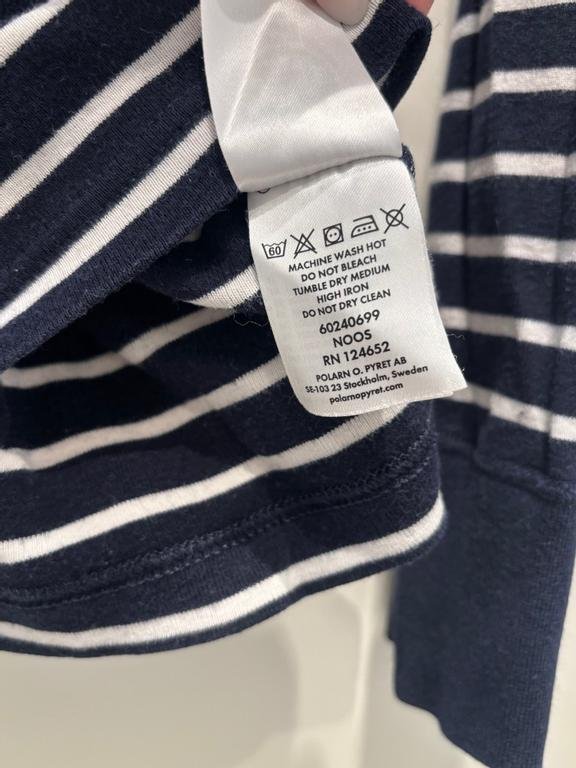 60
MACHINE WASH HOT
DO NOT BLEACH
TUMBLE DRY MEDIUM
HIGH IRON
DO NOT DRY CLEAN
60240699
NOOS
RN 124652
POLARN O. PYRET AB
SE-103 23 Stockholm, Sweden
polarnopyret.com